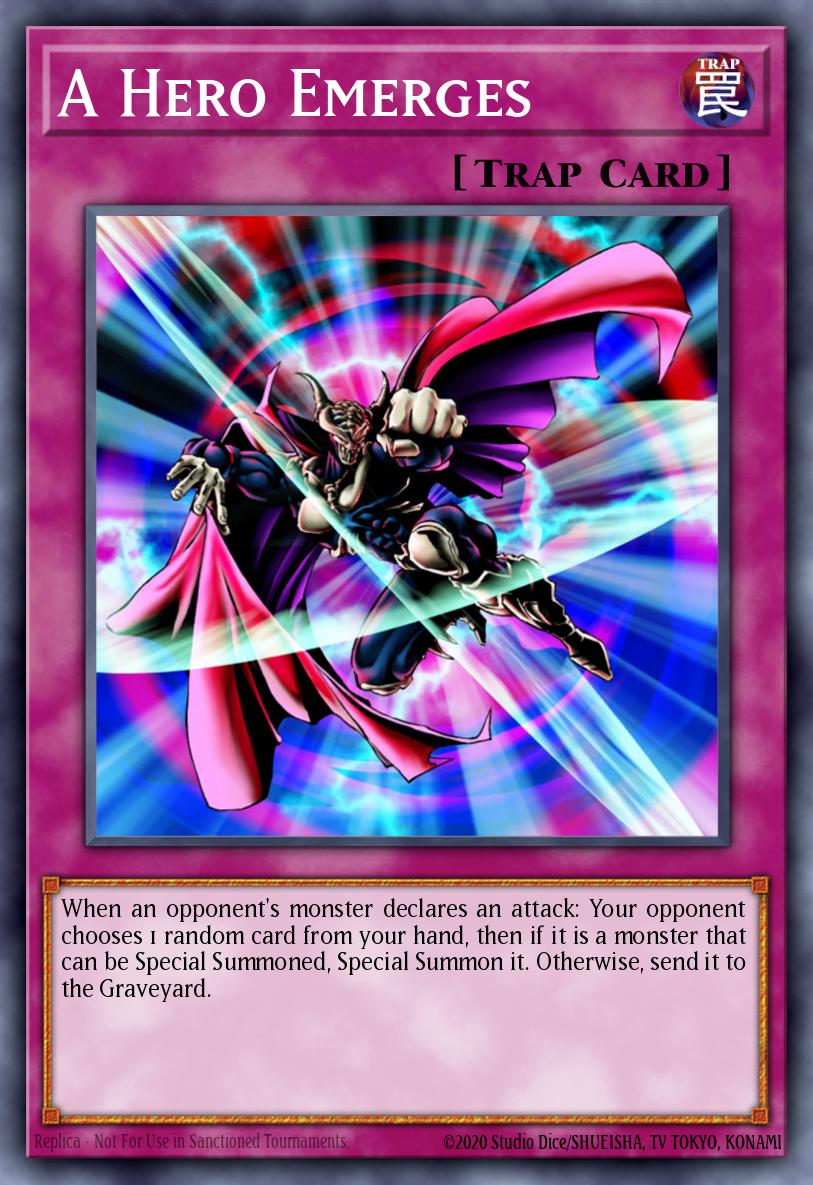 A Hero Emerges
TRAP
罠
[Trap Card]
When an opponent's monster declares an attack: Your opponent
chooses 1 random card from your hand, then if it is a monster that
can be Special Summoned, Special Summon it. Otherwise, send it to
the Graveyard.
Replica - Not For Use in Sanctioned Tournaments.
©2020 Studio Dice/SHUEISHA, TV TOKYO, KONAMI